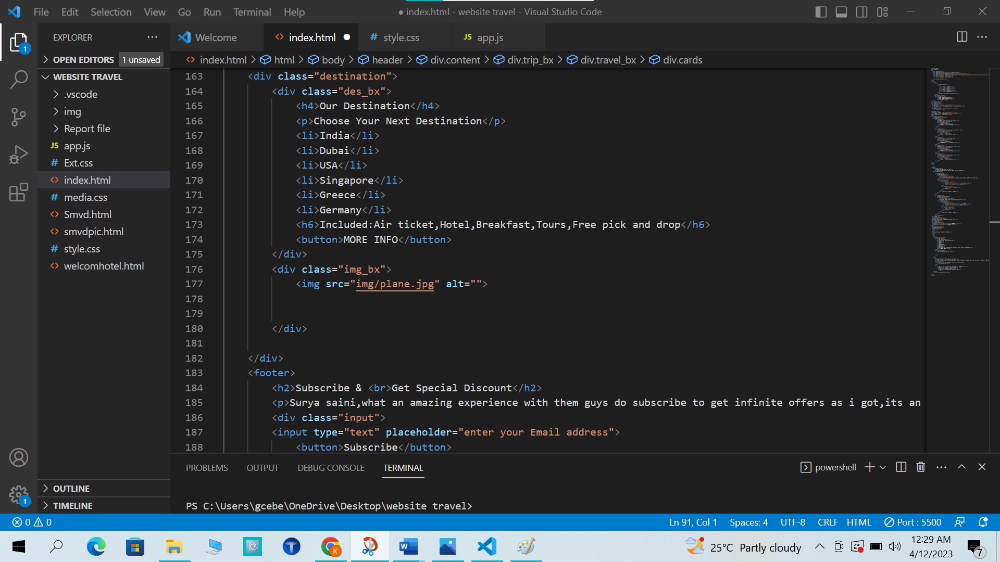 File Edit Selection View Go Run Terminal Help
● index.html - website travel - Visual Studio Code
EXPLORER
Welcome
<> index.html ●
# style.css
JS app.js
1
OPEN EDITORS 1 unsaved
<> index.html > html > body > header > div.content > div.trip_bx > div.travel_bx > div.cards
WEBSITE TRAVEL
> .vscode
> img
> Report file
JS app.js
# Ext.css
<> index.html
# media.css
<> Smvd.html
<> smvdpic.html
# style.css
<> welcomhotel.html
163 <div class="destination">
164 <div class="des_bx">
165 <h4>Our Destination</h4>
166 <p>Choose Your Next Destination</p>
167 <li>India</li>
168 <li>Dubai</li>
169 <li>USA</li>
170 <li>Singapore</li>
171 <li>Greece</li>
172 <li>Germany</li>
173 <h6>Included:Air ticket,Hotel,Breakfast,Tours,Free pick and drop</h6>
174 <button>MORE INFO</button>
175 </div>
176 <div class="img_bx">
177 <img src="img/plane.jpg" alt="">
178
179
180 </div>
181
182 </div>
183 <footer>
184 <h2>Subscribe & <br>Get Special Discount</h2>
185 <p>Surya saini,what an amazing experience with them guys do subscribe to get infinite offers as i got,its an
186 <div class="input">
187 <input type="text" placeholder="enter your Email address">
188 <button>Subscribe</button>
PROBLEMS OUTPUT DEBUG CONSOLE TERMINAL
powershell
OUTLINE
1
TIMELINE
PS C:\Users\gcebe\OneDrive\Desktop\website travel>
0 0
Ln 91, Col 1 Spaces: 4 UTF-8 CRLF HTML Port : 5500
25°C Partly cloudy
12:29 AM
4/12/2023
7